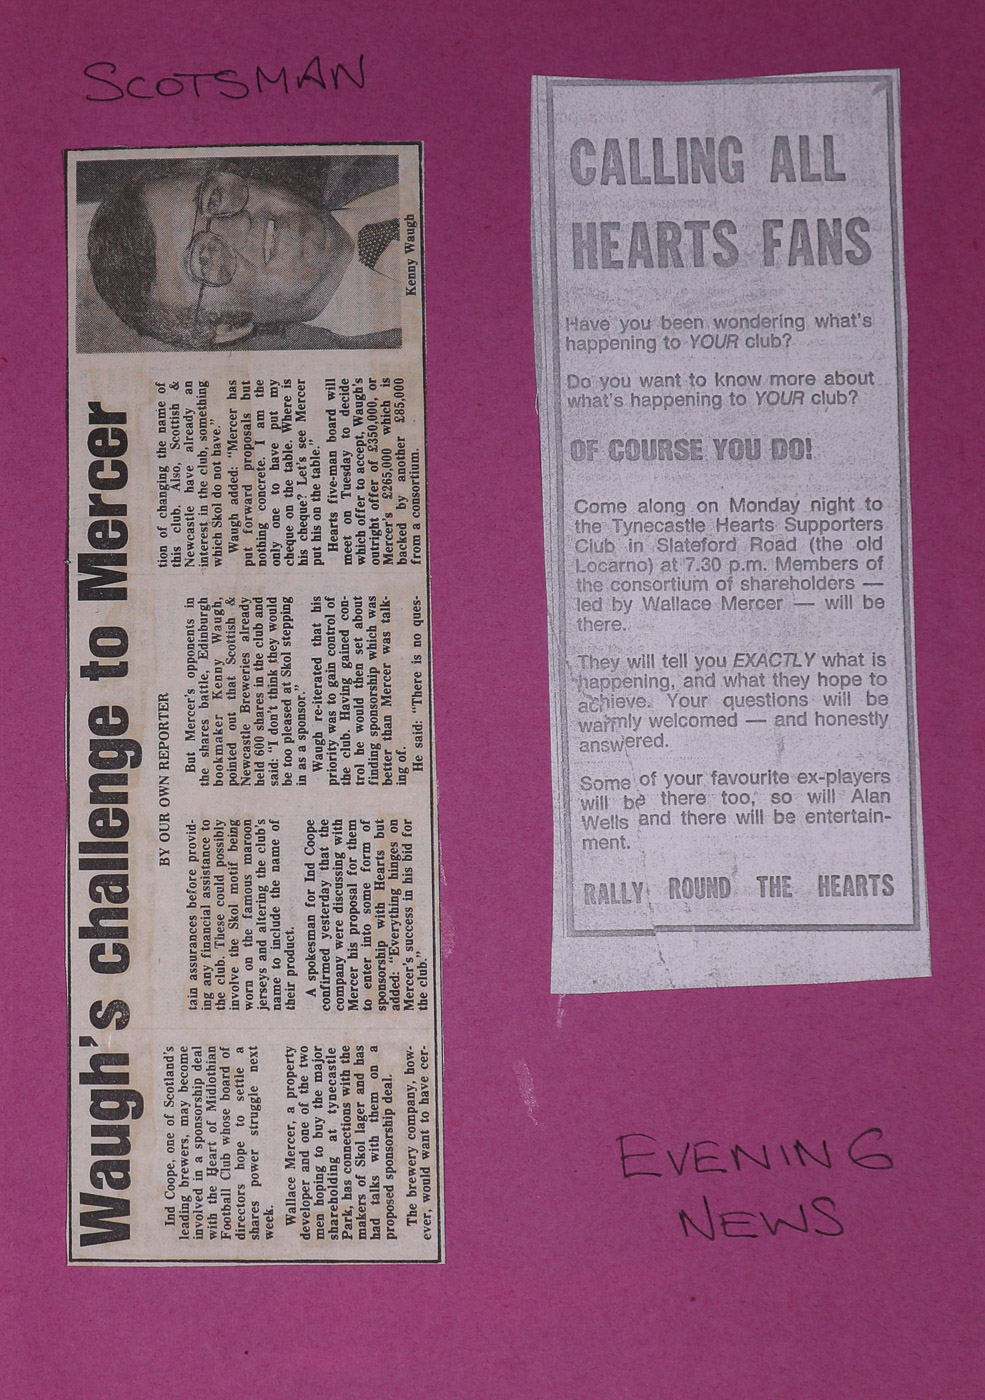 SCOTSMAN
Waugh's challenge to Mercer
BY OUR OWN REPORTER
Ind Coope, one of Scotland's
leading brewers, may become
involved in a sponsorship deal
with the Heart of Midlothian
Football Club whose board of
directors hope to settle a
shares power struggle next
week.
Wallace Mercer, a property
developer and one of the two
men hoping to buy the major
shareholding at tynecastle
Park, has connections with the
makers of Skol lager and has
had talks with them on a
proposed sponsorship deal.
The brewery company, how-
ever, would want to have cer-
tain assurances before provid-
ing any financial assistance to
the club. These could possibly
involve the Skol motif being
worn on the famous maroon
jerseys and altering the club's
name to include the name of
their product.
A spokesman for Ind Coope
confirmed yesterday that the
company were discussing with
Mercer his proposal for them
to enter into some form of
sponsorship with Hearts but
added: "Everything hinges on
Mercer's success in his bid for
the club."
But Mercer's opponents in
the shares battle, Edinburgh
bookmaker Kenny Waugh,
pointed out that Scottish &
Newcastle Breweries already
held 600 shares in the club and
said: "I don't think they would
be too pleased at Skol stepping
in as a sponsor."
Waugh re-iterated that his
priority was to gain control of
the club. Having gained con-
trol he would then set about
finding sponsorship which was
better than Mercer was talk-
ing of.
He said: "There is no ques-
tion of changing the name of
this club. Also, Scottish &
Newcastle have already an
interest in the club, something
which Skol do not have."
Waugh added: "Mercer has
put forward proposals but
nothing concrete. I am the
only one to have put my
cheque on the table. Where is
his cheque? Let's see Mercer
put his on the table."
Hearts five-man board will
meet on Tuesday to decide
which offer to accept, Waugh's
outright offer of £350,000, or
Mercer's £265,000 which is
backed by another £85,000
from a consortium.
Kenny Waugh
CALLING ALL
HEARTS FANS
Have you been wondering what's
happening to YOUR club?
Do you want to know more about
what's happening to YOUR club?
OF COURSE YOU DO!
Come along on Monday night to
the Tynecastle Hearts Supporters
Club in Slateford Road (the old
Locarno) at 7.30 p.m. Members of
the consortium of shareholders —
led by Wallace Mercer — will be
there.
They will tell you EXACTLY what is
happening, and what they hope to
achieve. Your questions will be
warmly welcomed — and honestly
answered.
Some of your favourite ex-players
will be there too, so will Alan
Wells and there will be entertain-
ment.
RALLY ROUND THE HEARTS
EVENING
NEWS